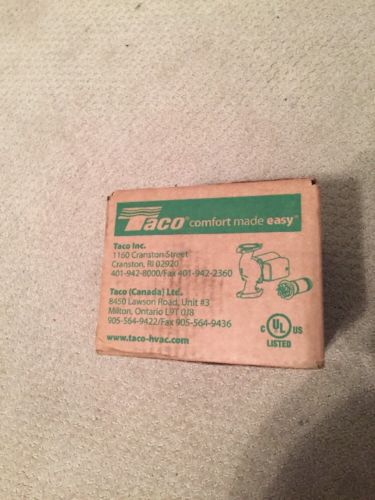 Taco® comfort made easy™
Taco Inc.
1160 Cranston Street
Cranston, RI 02920
401-942-8000/Fax 401-942-2360
Taco (Canada) Ltd.
8450 Lawson Road, Unit #3
Milton, Ontario L9T 0J8
905-564-9422/Fax 905-564-9436
www.taco-hvac.com
C UL US
LISTED